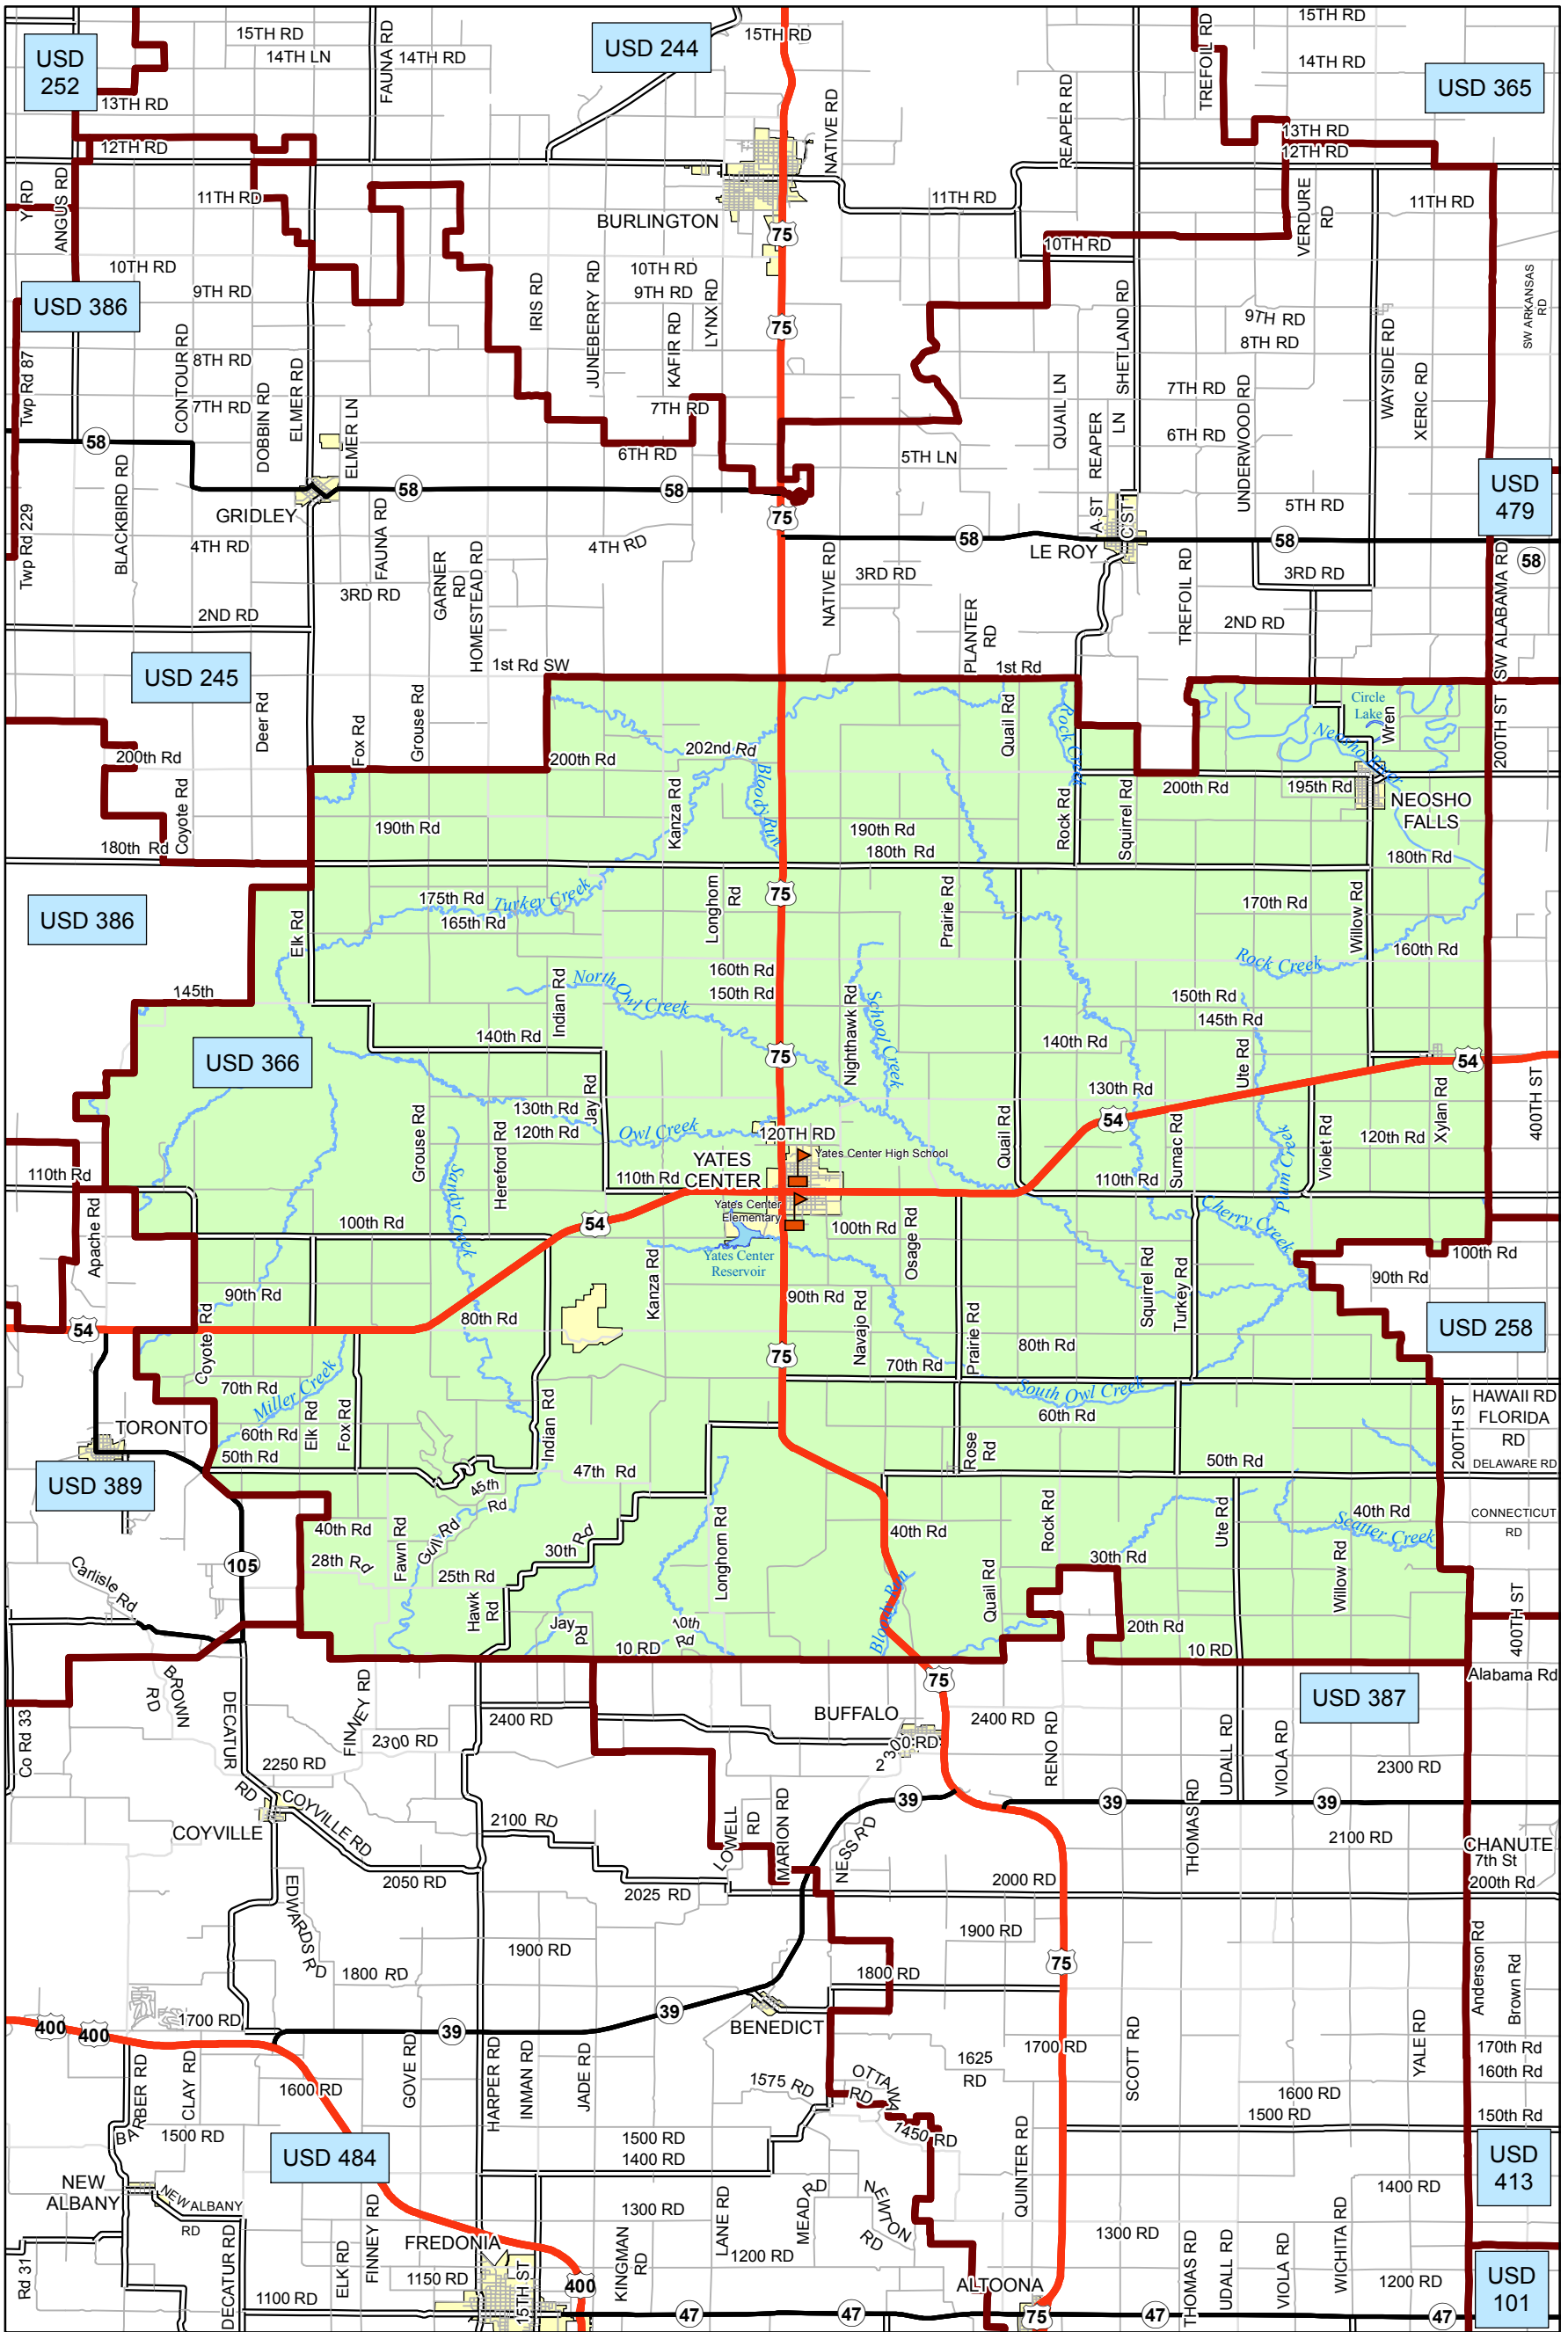 15TH RD
USD 244
15TH RD
15TH RD
USD
252
14TH LN
FAUNA RD
14TH RD
TREFOIL RD
14TH RD
USD 365
13TH RD
REAPER RD
NATIVE RD
13TH RD
12TH RD
12TH RD
Y RD
ANGUS RD
11TH RD
BURLINGTON
11TH RD
VERDURE
RD
11TH RD
75
10TH RD
10TH RD
10TH RD
USD 386
9TH RD
IRIS RD
JUNEBERRY RD
9TH RD
KAFIR RD
LYNX RD
75
SHETLAND RD
9TH RD
8TH RD
SW ARKANSAS
RD
Twp Rd 87
CONTOUR RD
8TH RD
7TH RD
DOBBIN RD
ELMER RD
ELMER LN
7TH RD
QUAIL LN
REAPER
LN
7TH RD
UNDERWOOD RD
WAYSIDE RD
XERIC RD
58
6TH RD
6TH RD
5TH LN
BLACKBIRD RD
58
58
USD
479
GRIDLEY
75
A ST
C ST
5TH RD
Twp Rd 229
4TH RD
FAUNA RD
4TH RD
58
LE ROY
58
58
3RD RD
GARNER
RD
HOMESTEAD RD
NATIVE RD
3RD RD
TREFOIL RD
3RD RD
2ND RD
PLANTER
RD
2ND RD
SW ALABAMA RD
USD 245
1st Rd SW
1st Rd
Deer Rd
Fox Rd
Grouse Rd
Quail Rd
Rock Creek
Circle
Lake
Wren
Neosho River
200TH ST
200th Rd
200th Rd
202nd Rd
Bloody Run
Coyote Rd
Kanza Rd
Rock Rd
Squirrel Rd
200th Rd
195th Rd
NEOSHO
FALLS
190th Rd
190th Rd
180th Rd
180th Rd
180th Rd
USD 386
175th Rd
Turkey Creek
165th Rd
Longhorn
Rd
75
Prairie Rd
170th Rd
Willow Rd
Elk Rd
160th Rd
Rock Creek
160th Rd
145th
Indian Rd
North
Owl Creek
150th Rd
Nighthawk Rd
School Creek
150th Rd
145th Rd
USD 366
140th Rd
75
140th Rd
Ute Rd
54
Jay Rd
130th Rd
130th Rd
Xylan Rd
400TH ST
Grouse Rd
Hereford Rd
120th Rd
Owl Creek
120TH RD
Quail Rd
54
Sumac Rd
Plum Creek
Violet Rd
120th Rd
Yates Center High School
110th Rd
Sandy Creek
YATES
CENTER
110th Rd
110th Rd
Apache Rd
100th Rd
54
Yates Center
Elementary
100th Rd
Osage Rd
Cherry Creek
Yates Center
Reservoir
100th Rd
90th Rd
Kanza Rd
90th Rd
Squirrel Rd
Turkey Rd
90th Rd
54
Coyote Rd
80th Rd
Navajo Rd
Prairie Rd
80th Rd
USD 258
75
70th Rd
70th Rd
Miller Creek
South Owl Creek
HAWAII RD
TORONTO
60th Rd
Elk Rd
Fox Rd
Indian Rd
60th Rd
200TH ST
FLORIDA
RD
50th Rd
47th Rd
Rose
Rd
50th Rd
DELAWARE RD
USD 389
45th
Rd
40th Rd
Gull Rd
Longhorn Rd
40th Rd
Rock Rd
Ute Rd
40th Rd
Scatter Creek
CONNECTICUT
RD
105
28th Rd
Fawn Rd
30th Rd
30th Rd
Carlisle Rd
25th Rd
Hawk
Rd
Quail Rd
Willow Rd
Jay
Rd
10th
Rd
Bloody Run
20th Rd
400TH ST
10 RD
10 RD
Alabama Rd
BROWN
RD
75
USD 387
FINNEY RD
DECATUR
RD
2400 RD
BUFFALO
2400 RD
RENO RD
UDALL RD
VIOLA RD
Co Rd 33
2300 RD
2300 RD
2250 RD
2300 RD
39
39
39
COYVILLE RD
COYVILLE
2100 RD
LOWELL
RD
MARION RD
NESS RD
THOMAS RD
2100 RD
CHANUTE
7th St
2050 RD
2025 RD
2000 RD
200th Rd
EDWARDS RD
1900 RD
1900 RD
Anderson Rd
Brown Rd
1800 RD
1800 RD
75
1700 RD
39
400
400
39
BENEDICT
1700 RD
SCOTT RD
YALE RD
170th Rd
BARBER RD
CLAY RD
1600 RD
GOVE RD
HARPER RD
INMAN RD
JADE RD
1575 RD
OTTAWA
RD
1625
RD
1600 RD
160th Rd
1500 RD
1500 RD
1450 RD
1500 RD
150th Rd
USD 484
1400 RD
USD
413
NEW
ALBANY
NEW ALBANY
RD
1300 RD
LANE RD
MEAD RD
NEWTON
RD
QUINTER RD
1400 RD
1300 RD
FREDONIA
DECATUR RD
ELK RD
FINNEY RD
KINGMAN
RD
1200 RD
THOMAS RD
UDALL RD
VIOLA RD
WICHITA RD
Rd 31
1150 RD
15TH ST
400
ALTOONA
1200 RD
USD
101
1100 RD
47
47
75
47
47